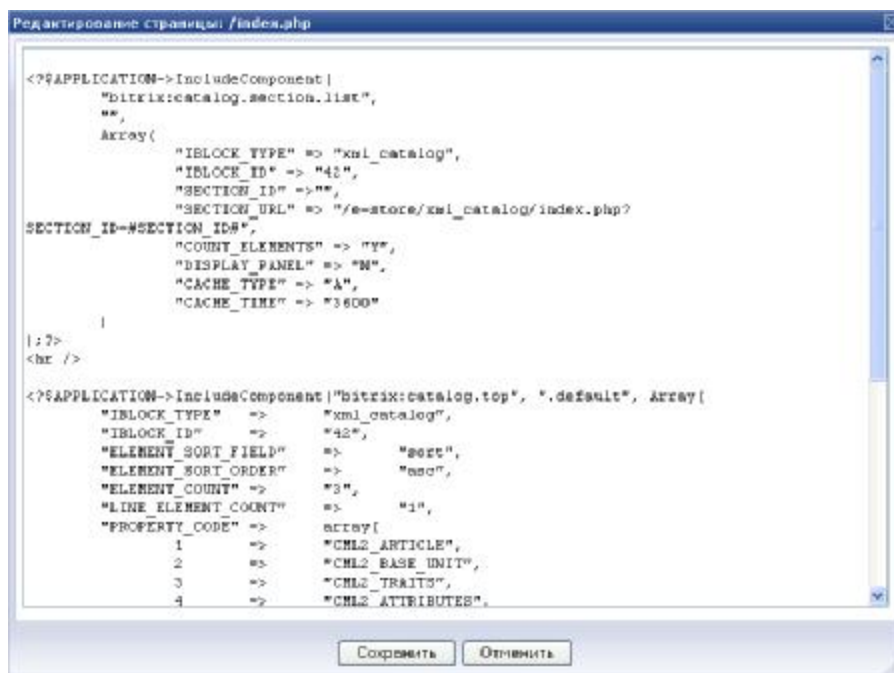 Редактирование страницы: /index.php
<?$APPLICATION->IncludeComponent(
"bitrix:catalog.section.list",
"",
Array(
"IBLOCK_TYPE" => "xml_catalog",
"IBLOCK_ID" => "42",
"SECTION_ID" =>"",
"SECTION_URL" => "/e-store/xml_catalog/index.php?
SECTION_ID=#SECTION_ID#",
"COUNT_ELEMENTS" => "Y",
"DISPLAY_PANEL" => "N",
"CACHE_TYPE" => "A",
"CACHE_TIME" => "3600"
)
);?>
<hr />
<?$APPLICATION->IncludeComponent("bitrix:catalog.top", ".default", Array(
"IBLOCK_TYPE" => "xml_catalog",
"IBLOCK_ID" => "42",
"ELEMENT_SORT_FIELD" => "sort",
"ELEMENT_SORT_ORDER" => "asc",
"ELEMENT_COUNT" => "3",
"LINE_ELEMENT_COUNT" => "1",
"PROPERTY_CODE" => array(
1 => "CML2_ARTICLE",
2 => "CML2_BASE_UNIT",
3 => "CML2_TRAITS",
4 => "CML2_ATTRIBUTES",
Сохранить Отменить